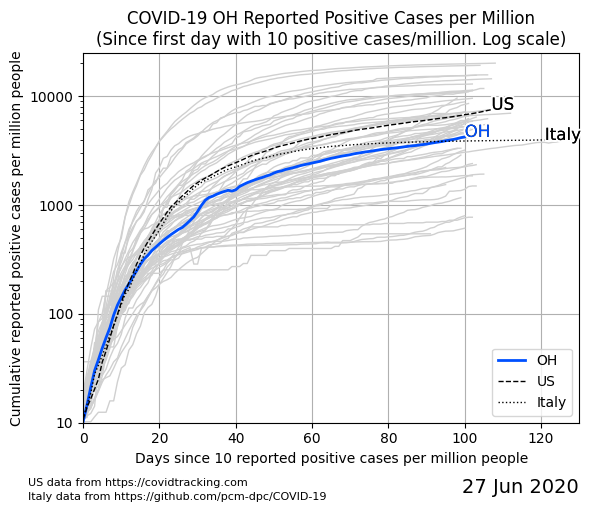 COVID-19 OH Reported Positive Cases per Million
(Since first day with 10 positive cases/million. Log scale)
Cumulative reported positive cases per million people
10000
1000
100
10
US
OH
Italy
OH
US
Italy
0
20
40
60
80
100
120
Days since 10 reported positive cases per million people
US data from https://covidtracking.com
Italy data from https://github.com/pcm-dpc/COVID-19
27 Jun 2020